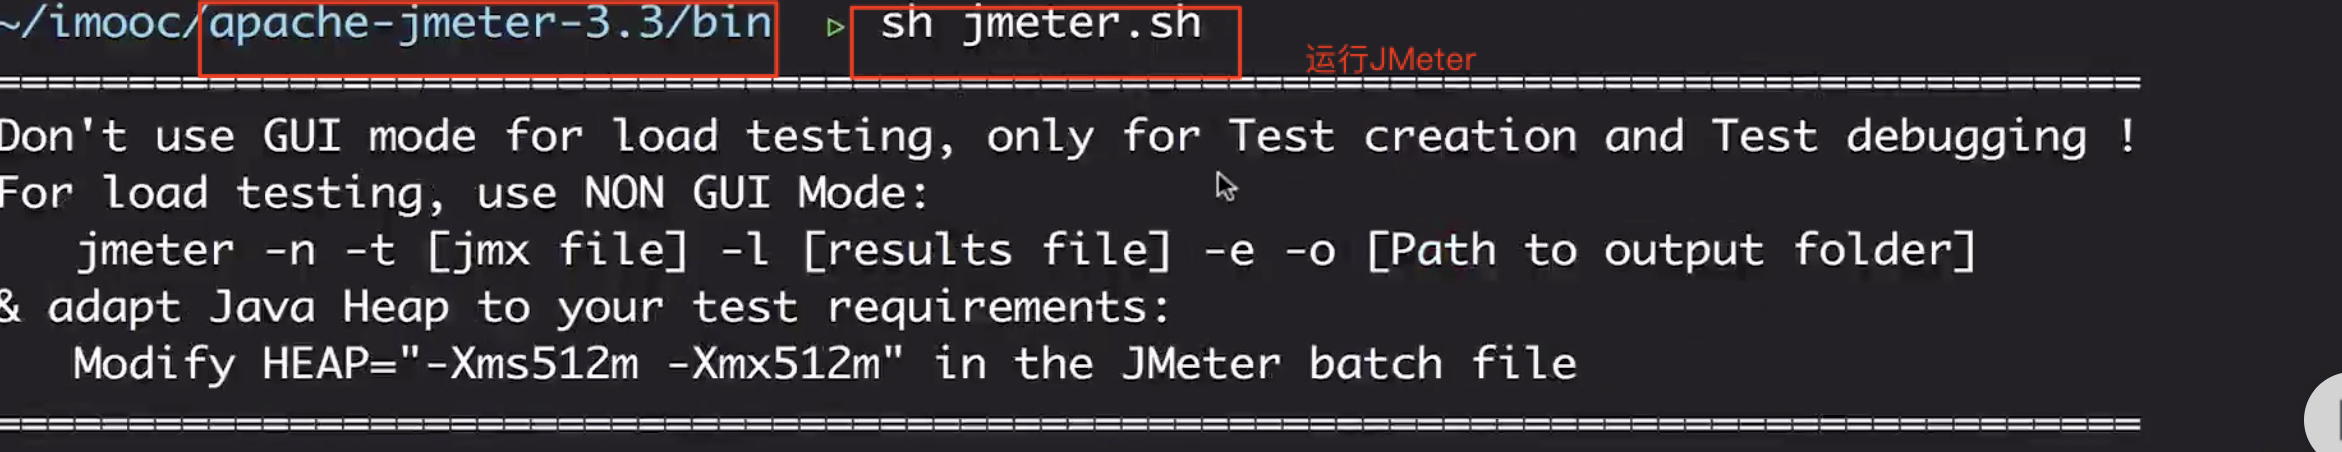 ~/imooc/apache-jmeter-3.3/bin ▹ sh jmeter.sh
运行JMeter
================================================================================
Don't use GUI mode for load testing, only for Test creation and Test debugging !
For load testing, use NON GUI Mode:
jmeter -n -t [jmx file] -l [results file] -e -o [Path to output folder]
& adapt Java Heap to your test requirements:
Modify HEAP="-Xms512m -Xmx512m" in the JMeter batch file
================================================================================